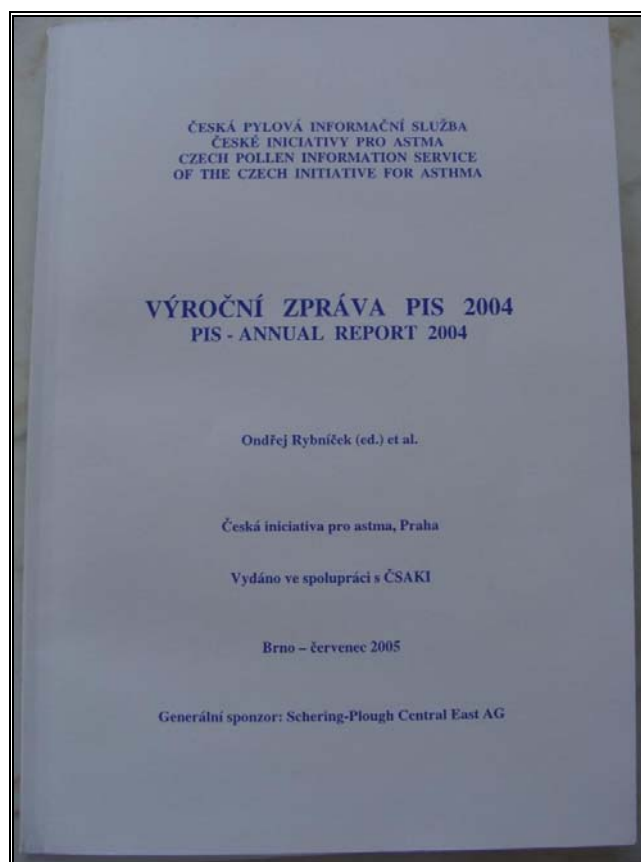 ČESKÁ PYLOVÁ INFORMAČNÍ SLUŽBA
ČESKÉ INICIATIVY PRO ASTMA
CZECH POLLEN INFORMATION SERVICE
OF THE CZECH INITIATIVE FOR ASTHMA
VÝROČNÍ ZPRÁVA PIS 2004
PIS - ANNUAL REPORT 2004
Ondřej Rybníček (ed.) et al.
Česká iniciativa pro astma, Praha
Vydáno ve spolupráci s ČSAKI
Brno – červenec 2005
Generální sponzor: Schering-Plough Central East AG